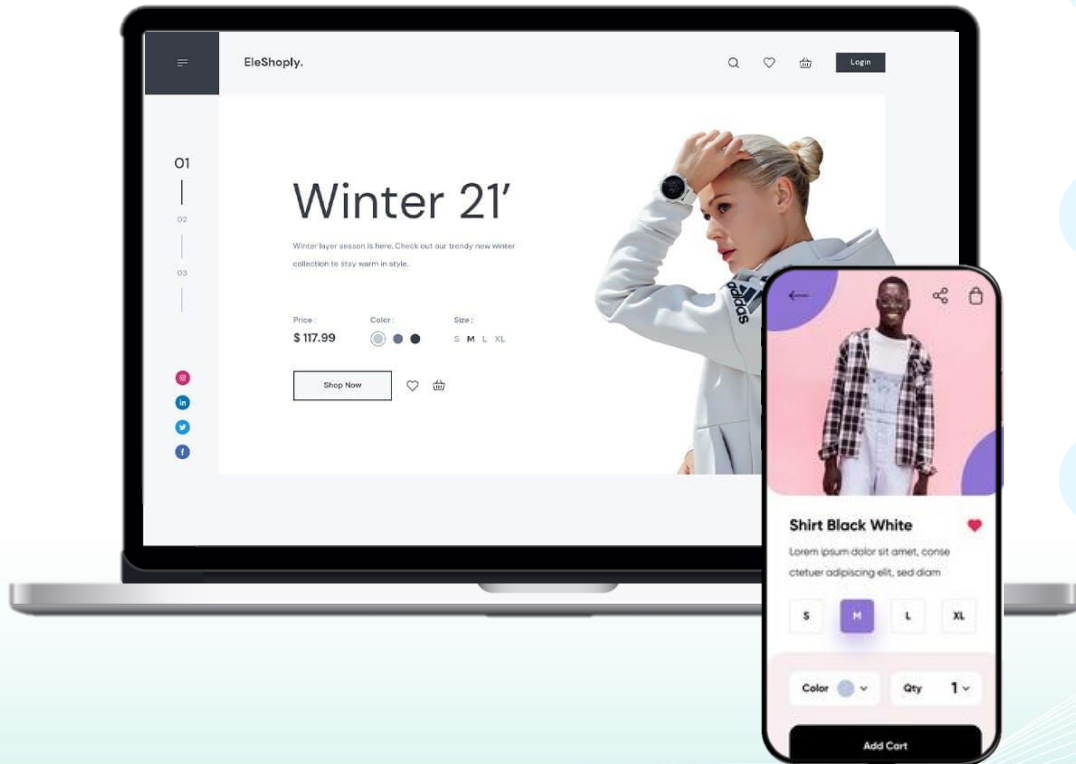 EleShoply.
Login
01
02
03
Winter 21'
Winter layer season is here. Check out our trendy new winter
collection to stay warm in style.
Price :
Color :
Size :
$ 117.99
S M L XL
Shop Now
in
f
adidas
Shirt Black White
Lorem ipsum dolor sit amet, conse
ctetuer adipiscing elit, sed diam
S
M
L
XL
Color
Qty
1
Add Cart